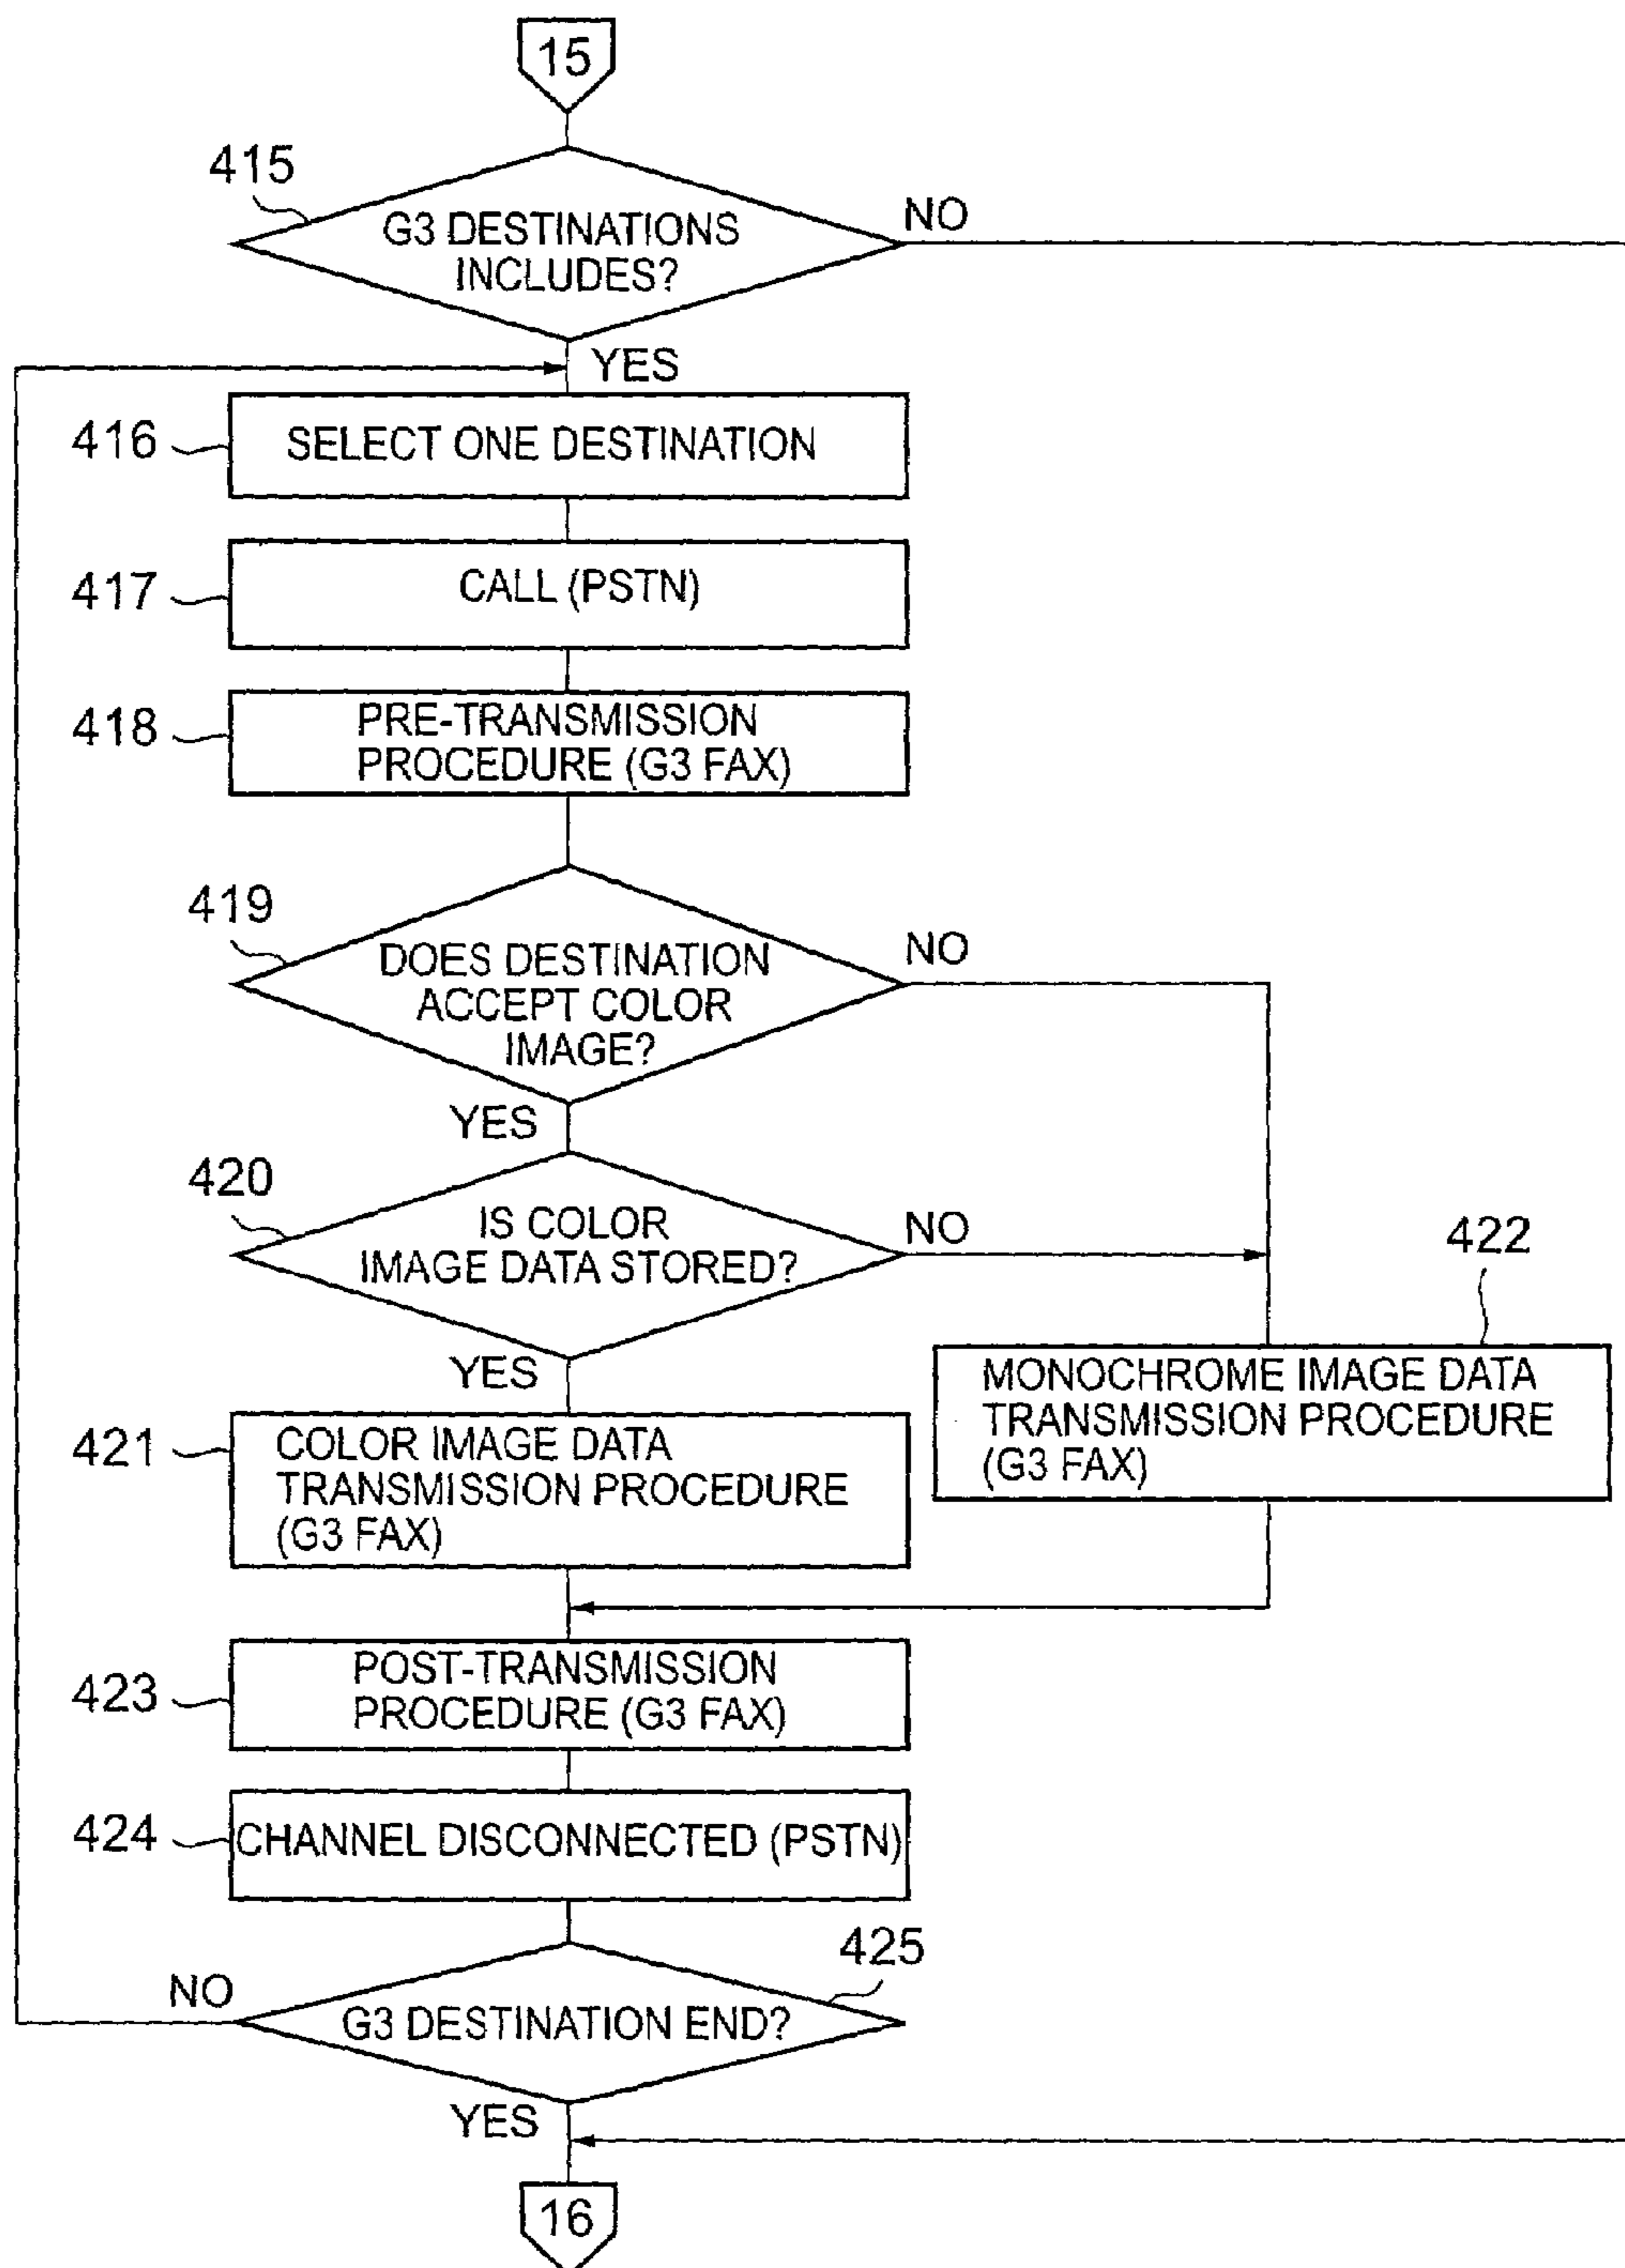 15
415
G3 DESTINATIONS
INCLUDES?
NO
YES
416
SELECT ONE DESTINATION
417
CALL (PSTN)
418
PRE-TRANSMISSION
PROCEDURE (G3 FAX)
419
DOES DESTINATION
ACCEPT COLOR
IMAGE?
NO
YES
420
IS COLOR
IMAGE DATA STORED?
NO
YES
422
MONOCHROME IMAGE DATA
TRANSMISSION PROCEDURE
(G3 FAX)
421
COLOR IMAGE DATA
TRANSMISSION PROCEDURE
(G3 FAX)
423
POST-TRANSMISSION
PROCEDURE (G3 FAX)
424
CHANNEL DISCONNECTED (PSTN)
425
G3 DESTINATION END?
NO
YES
16